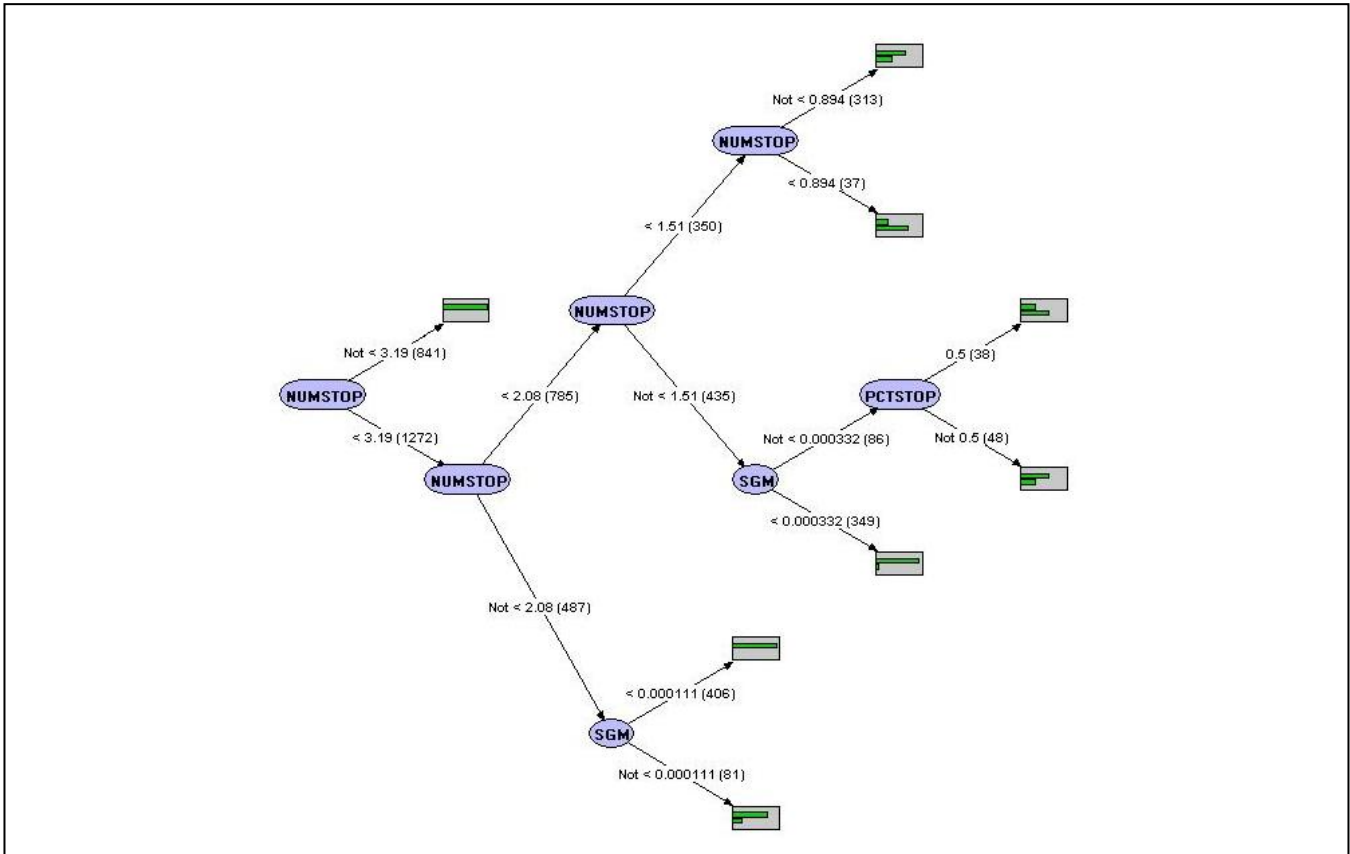 Not < 0.894 (313)
NUMSTOP
< 0.894 (37)
< 1.51 (350)
NUMSTOP
Not < 3.19 (841)
0.5 (38)
NUMSTOP
< 2.08 (785)
Not < 1.51 (435)
PCTSTOP
< 3.19 (1272)
Not < 0.000332 (86)
Not 0.5 (48)
NUMSTOP
SGM
< 0.000332 (349)
Not < 2.08 (487)
< 0.000111 (406)
SGM
Not < 0.000111 (81)